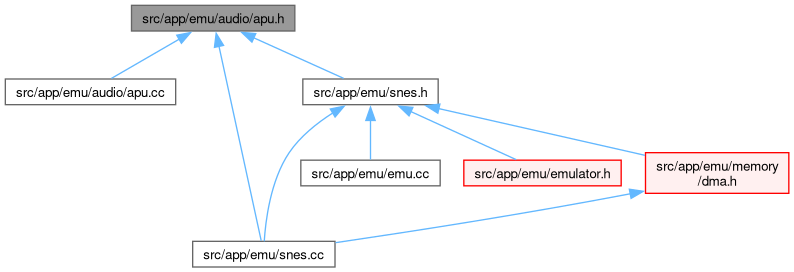 src/app/emu/audio/apu.h
src/app/emu/audio/apu.cc
src/app/emu/snes.h
src/app/emu/emu.cc
src/app/emu/emulator.h
src/app/emu/memory
/dma.h
src/app/emu/snes.cc